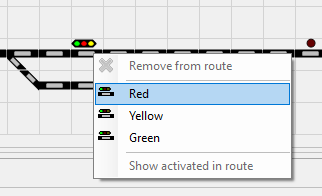 Remove from route
Red
Yellow
Green
Show activated in route